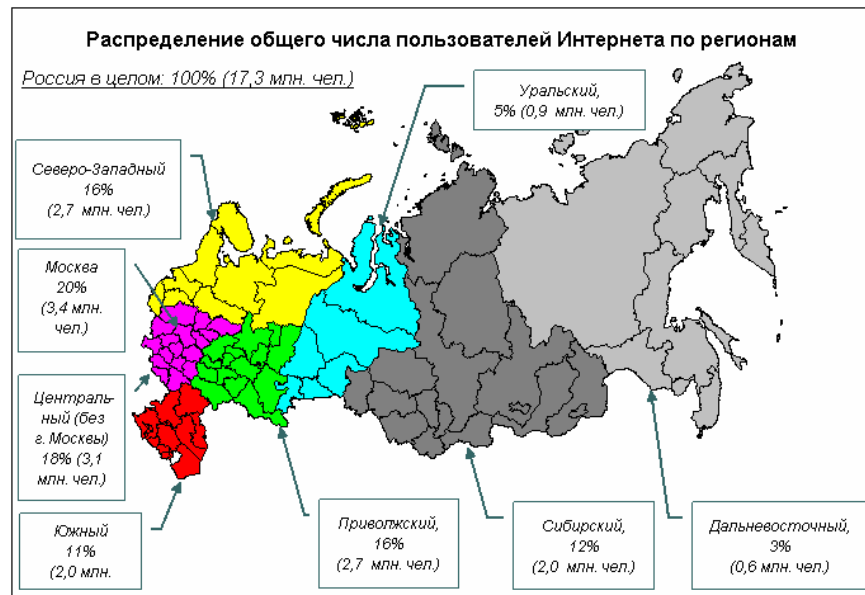 Распределение общего числа пользователей Интернета по регионам
Россия в целом: 100% (17,3 млн. чел.)
Уральский,
5% (0,9 млн. чел.)
Северо-Западный
16%
(2,7 млн. чел.)
Москва
20%
(3,4 млн.
чел.)
Централь-
ный (без
г. Москвы)
18% (3,1
млн. чел.)
Южный
11%
(2,0 млн.
Приволжский,
16%
(2,7 млн. чел.)
Сибирский,
12%
(2,0 млн. чел.)
Дальневосточный,
3%
(0,6 млн. чел.)